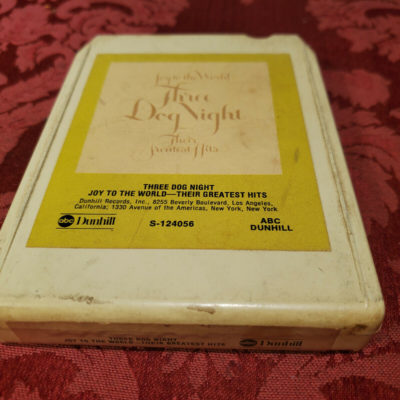 Joy to the World
Three
Dog Night
Their
Greatest Hits
THREE DOG NIGHT
JOY TO THE WORLD—THEIR GREATEST HITS
Dunhill Records, Inc., 8255 Beverly Boulevard, Los Angeles,
California; 1330 Avenue of the Americas, New York, New York
abc Dunhill
S-124056
ABC
DUNHILL
THREE DOG NIGHT
JOY TO THE WORLD—THEIR GREATEST HITS
abc Dunhill